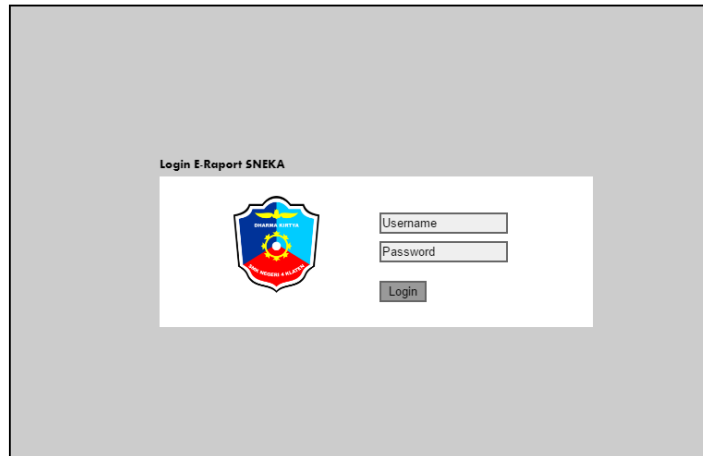 Login E-Raport SNEKA
DHARMA KIRTYA
SMK NEGERI 4 KLATEN
Username
Password
Login